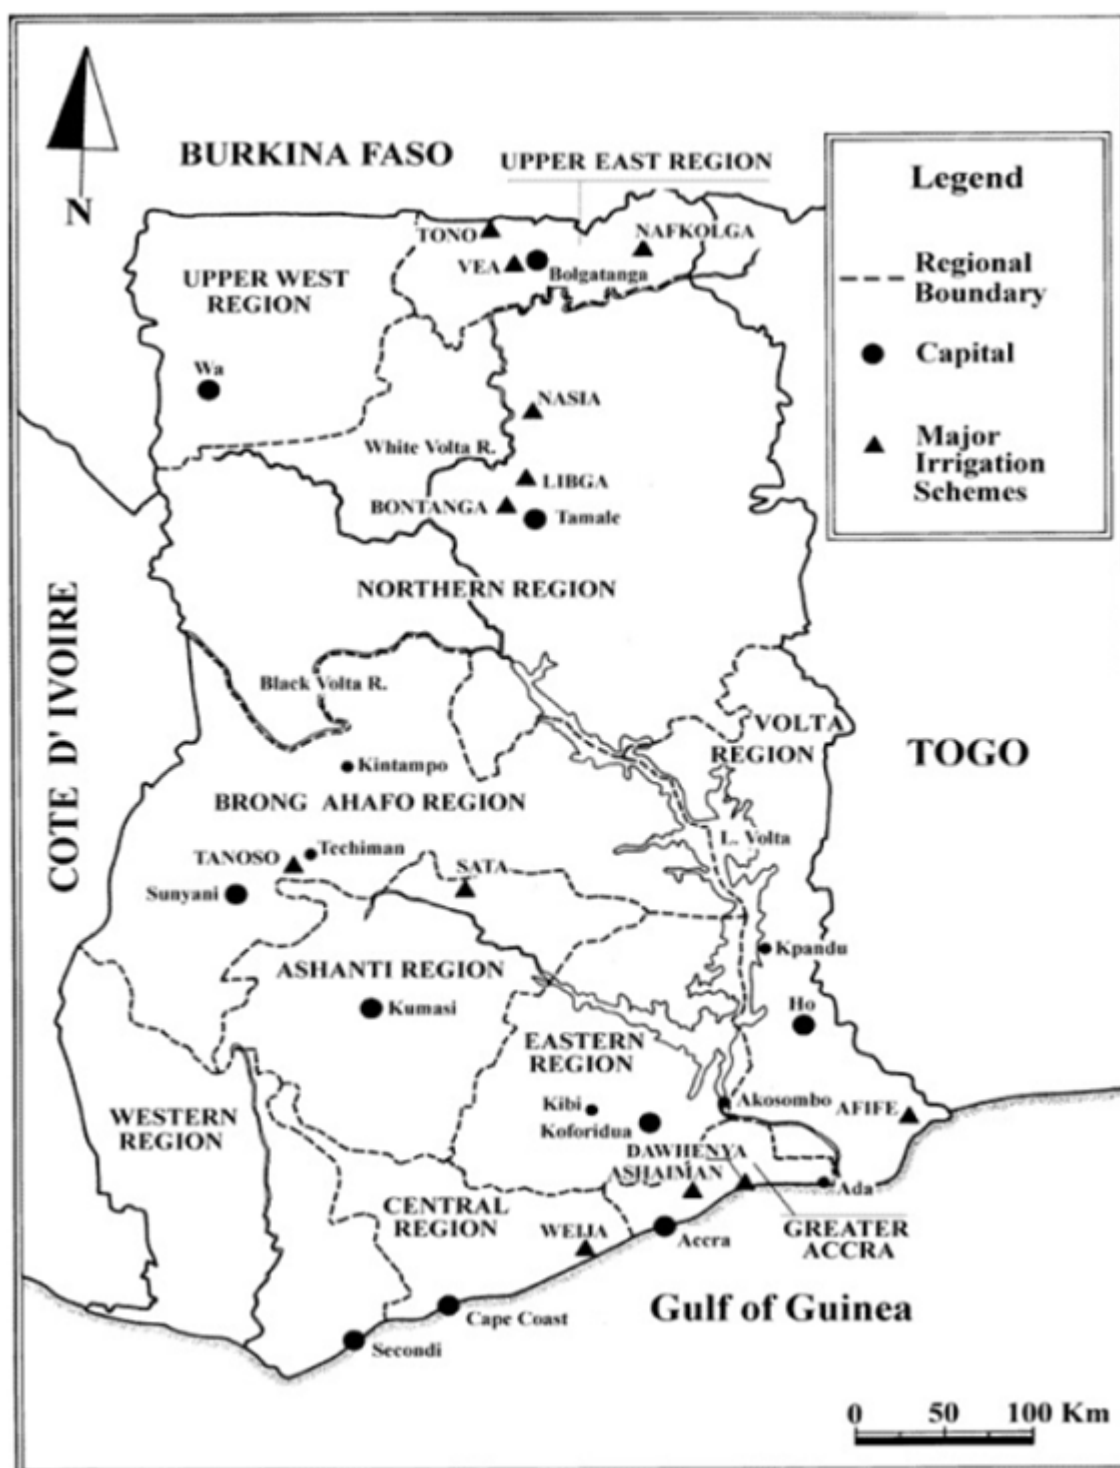 BURKINA FASO
UPPER EAST REGION
N
TONO
NAFKOLGA
VEA
Bolgatanga
UPPER WEST
REGION
Wa
NASIA
White Volta R.
LIBGA
BONTANGA
Tamale
NORTHERN REGION
Black Volta R.
VOLTA
REGION
COTE D' IVOIRE
TOGO
Kintampo
BRONG AHAFO REGION
L. Volta
Techiman
TANOSO
SATA
Sunyani
Kpandu
ASHANTI REGION
Kumasi
Ho
EASTERN
REGION
Akosombo
AFIFE
Kibi
Koforidua
WESTERN
REGION
DAWHENYA
ASHAIMAN
Ada
CENTRAL
REGION
WEIJA
Accra
GREATER
ACCRA
Cape Coast
Gulf of Guinea
Secondi
Legend
Regional
Boundary
Capital
Major
Irrigation
Schemes
0 50 100 Km